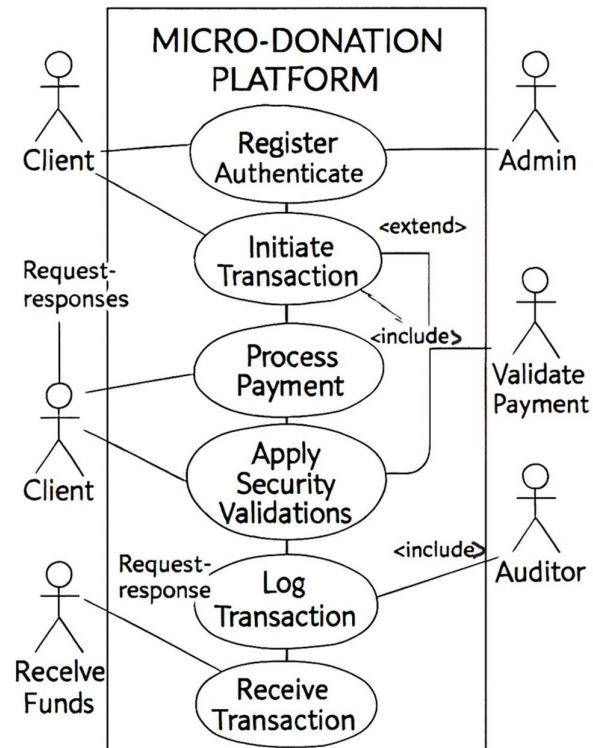 MICRO-DONATION
PLATFORM
Client
Register
Authenticate
Admin
<extend>
Initiate
Transaction
Request-
responses
<include>
Process
Payment
Validate
Payment
Client
Apply
Security
Validations
<include>
Auditor
Request-
response
Log
Transaction
Recelve
Funds
Receive
Transaction